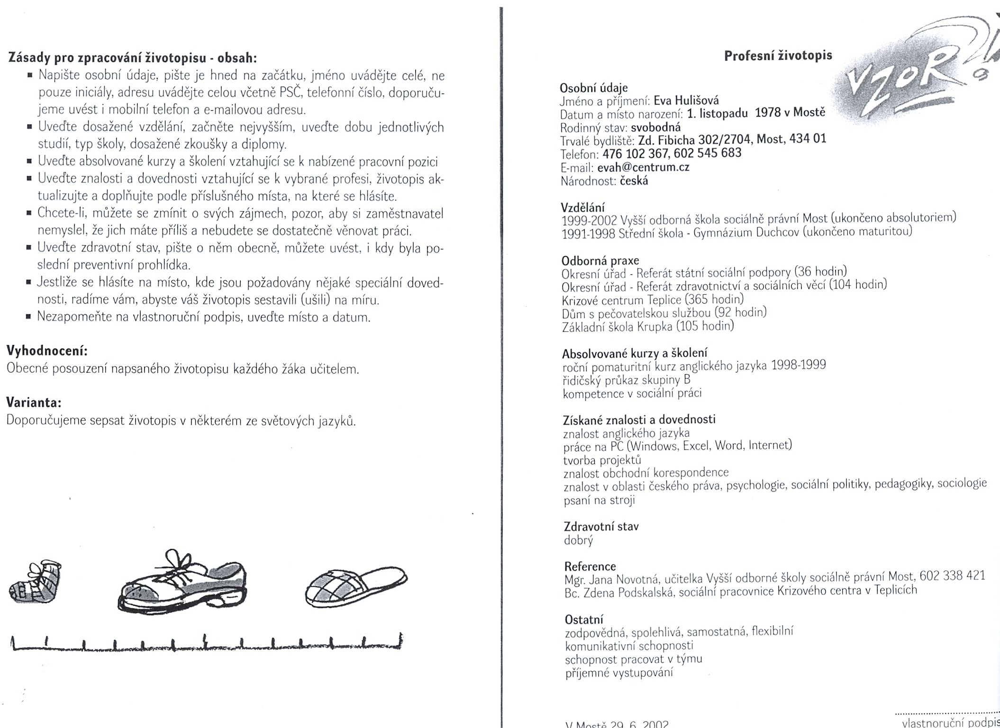 Zásady pro zpracování životopisu - obsah:
▪ Napište osobní údaje, pište je hned na začátku, jméno uvádějte celé, ne
pouze iniciály, adresu uvádějte celou včetně PSČ, telefonní číslo, doporuču-
jeme uvést i mobilní telefon a e-mailovou adresu.
▪ Uveďte dosažené vzdělání, začněte nejvyšším, uveďte dobu jednotlivých
studií, typ školy, dosažené zkoušky a diplomy.
▪ Uveďte absolvované kurzy a školení vztahující se k nabízené pracovní pozici
▪ Uveďte znalosti a dovednosti vztahující se k vybrané profesi, životopis ak-
tualizujte a doplňujte podle příslušného místa, na které se hlásíte.
▪ Chcete-li, můžete se zmínit o svých zájmech, pozor, aby si zaměstnavatel
nemyslel, že jich máte příliš a nebudete se dostatečně věnovat práci.
▪ Uveďte zdravotní stav, pište o něm obecně, můžete uvést, i kdy byla po-
slední preventivní prohlídka.
▪ Jestliže se hlásíte na místo, kde jsou požadovány nějaké speciální doved-
nosti, radíme vám, abyste váš životopis sestavili (ušili) na míru.
▪ Nezapomeňte na vlastnoruční podpis, uveďte místo a datum.
Vyhodnocení:
Obecné posouzení napsaného životopisu každého žáka učitelem.
Varianta:
Doporučujeme sepsat životopis v některém ze světových jazyků.
Profesní životopis
VZOR
Osobní údaje
Jméno a příjmení: Eva Hulišová
Datum a místo narození: 1. listopadu 1978 v Mostě
Rodinný stav: svobodná
Trvalé bydliště: Zd. Fibicha 302/2704, Most, 434 01
Telefon: 476 102 367, 602 545 683
E-mail: evah@centrum.cz
Národnost: česká
Vzdělání
1999-2002 Vyšší odborná škola sociálně právní Most (ukončeno absolutoriem)
1991-1998 Střední škola - Gymnázium Duchcov (ukončeno maturitou)
Odborná praxe
Okresní úřad - Referát státní sociální podpory (36 hodin)
Okresní úřad - Referát zdravotnictví a sociálních věcí (104 hodin)
Krizové centrum Teplice (365 hodin)
Dům s pečovatelskou službou (92 hodin)
Základní škola Krupka (105 hodin)
Absolvované kurzy a školení
roční pomaturitní kurz anglického jazyka 1998-1999
řidičský průkaz skupiny B
kompetence v sociální práci
Získané znalosti a dovednosti
znalost anglického jazyka
práce na PC (Windows, Excel, Word, Internet)
tvorba projektů
znalost obchodní korespondence
znalost v oblasti českého práva, psychologie, sociální politiky, pedagogiky, sociologie
psaní na stroji
Zdravotní stav
dobrý
Reference
Mgr. Jana Novotná, učitelka Vyšší odborné školy sociálně právní Most, 602 338 421
Bc. Zdena Podskalská, sociální pracovnice Krizového centra v Teplicích
Ostatní
zodpovědná, spolehlivá, samostatná, flexibilní
komunikativní schopnosti
schopnost pracovat v týmu
příjemné vystupování
V Mostě 29. 6. 2002
vlastnoruční podpis